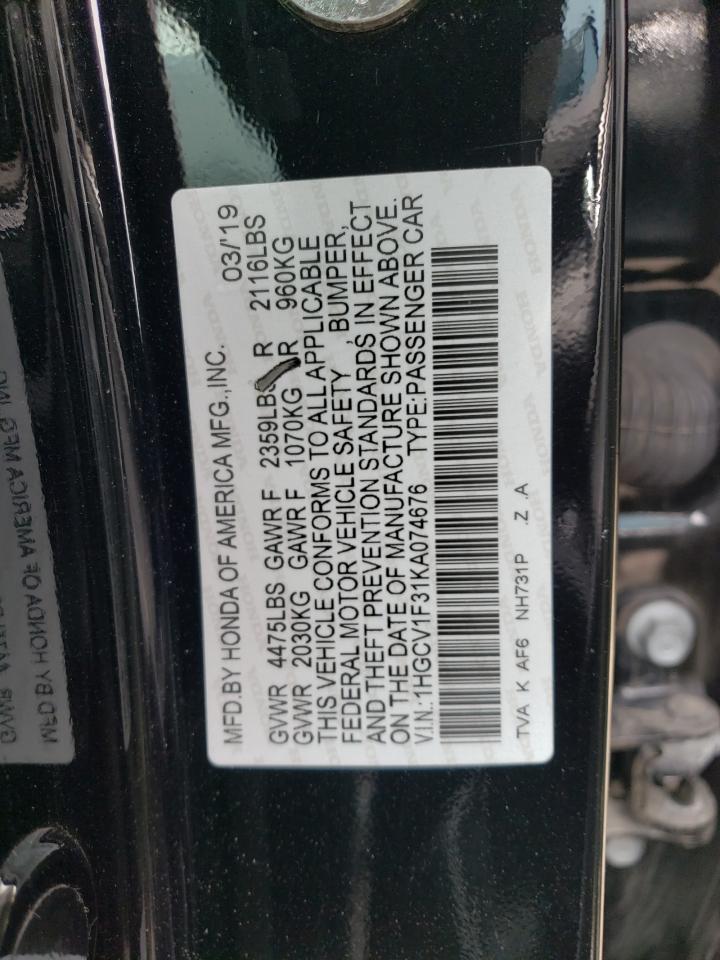 MFD.BY HONDA OF AMERICA MFG.,INC. 03/'19
GVWR 4475LBS GAWR F 2359LBS R 2116LBS
GVWR 2030KG GAWR F 1070KG R 960KG
THIS VEHICLE CONFORMS TO ALL APPLICABLE
FEDERAL MOTOR VEHICLE SAFETY, BUMPER,
AND THEFT PREVENTION STANDARDS IN EFFECT
ON THE DATE OF MANUFACTURE SHOWN ABOVE.
V.I.N.:1HGCV1F31KA074676 TYPE:PASSENGER CAR
TVA K AF6 NH731P .Z .A